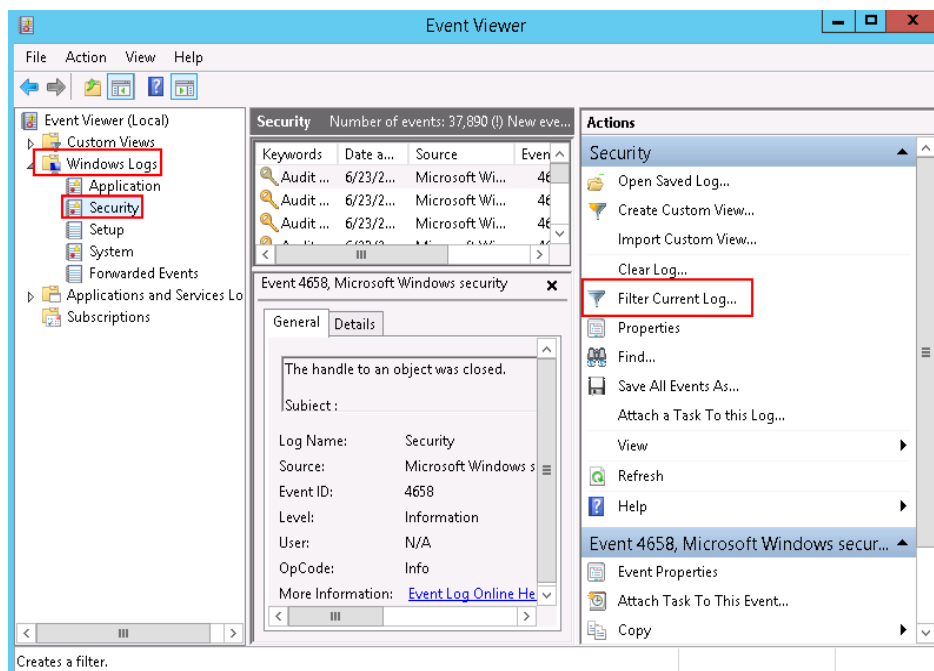 Event Viewer
File Action View Help
Event Viewer (Local)
Custom Views
Windows Logs
Application
Security
Setup
System
Forwarded Events
Applications and Services Lo
Subscriptions
Security Number of events: 37,890 (!) New eve...
Keywords Date a... Source Even
Audit ... 6/23/2... Microsoft Wi... 46
Audit ... 6/23/2... Microsoft Wi... 46
Audit ... 6/23/2... Microsoft Wi... 46
Event 4658, Microsoft Windows security
General Details
The handle to an object was closed.
Subject :
Log Name: Security
Source: Microsoft Windows s
Event ID: 4658
Level: Information
User: N/A
OpCode: Info
More Information: Event Log Online He
Actions
Security
Open Saved Log...
Create Custom View...
Import Custom View...
Clear Log...
Filter Current Log...
Properties
Find...
Save All Events As...
Attach a Task To this Log...
View
Refresh
Help
Event 4658, Microsoft Windows secur...
Event Properties
Attach Task To This Event...
Copy
Creates a filter.